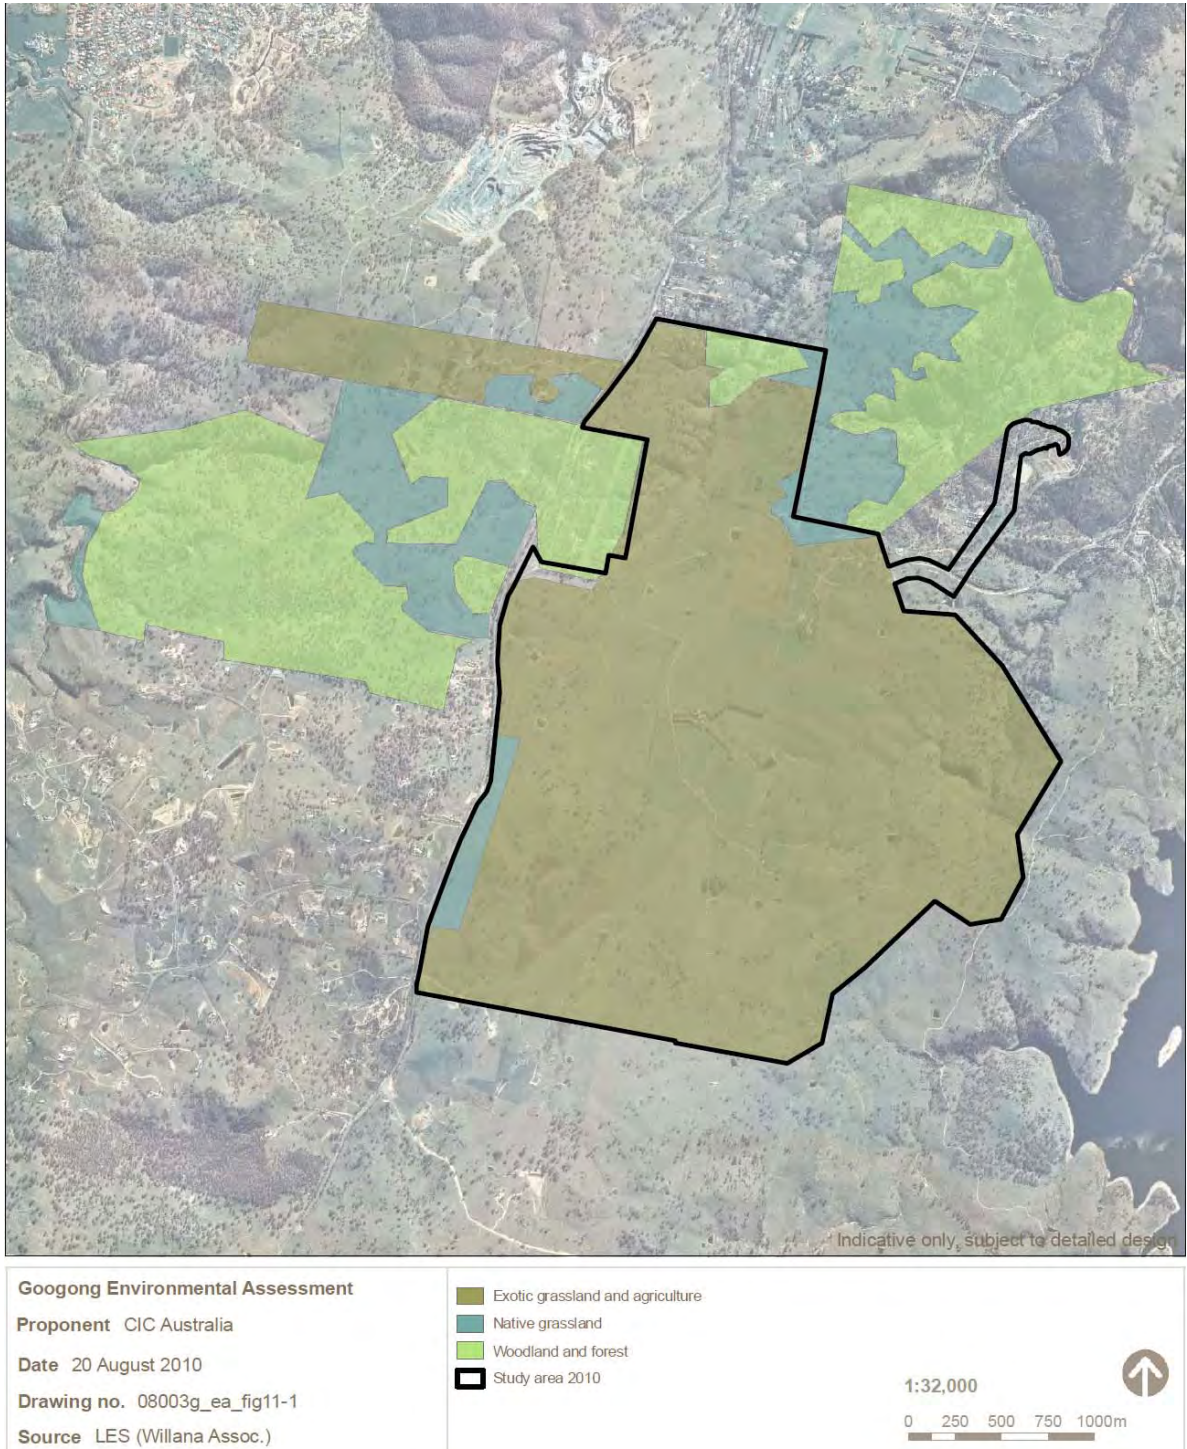 Indicative only, subject to detailed design
Googong Environmental Assessment
Proponent CIC Australia
Date 20 August 2010
Drawing no. 08003g_ea_fig11-1
Source LES (Willana Assoc.)
Exotic grassland and agriculture
Native grassland
Woodland and forest
Study area 2010
1:32,000
0 250 500 750 1000m